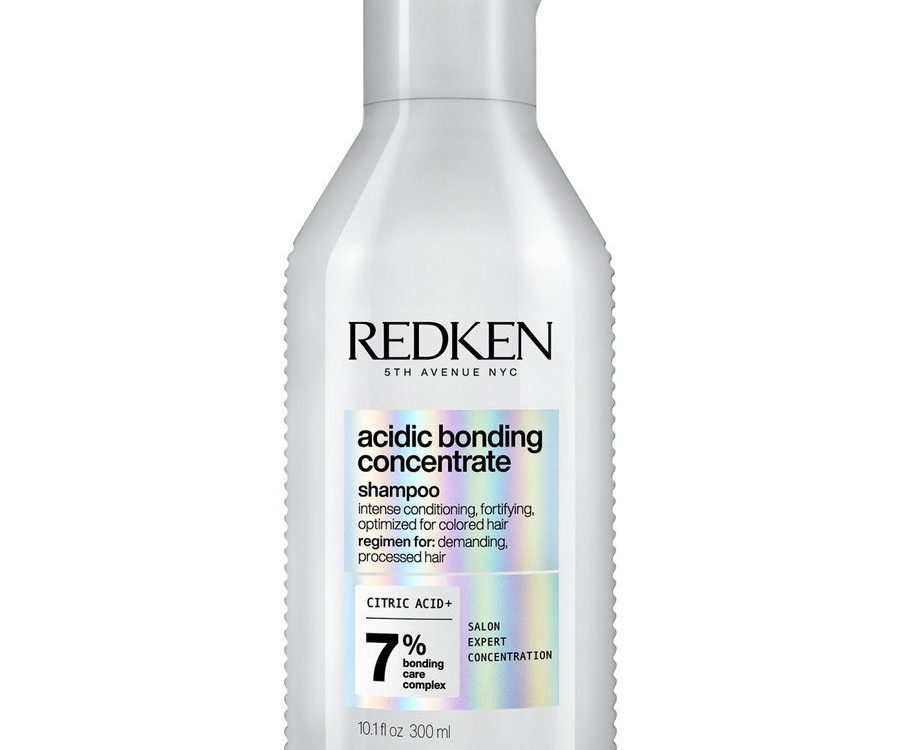 REDKEN
5TH AVENUE NYC
acidic bonding
concentrate
shampoo
intense conditioning, fortifying,
optimized for colored hair
regimen for: demanding,
processed hair
CITRIC ACID+
7%
bonding
care
complex
SALON
EXPERT
CONCENTRATION
10.1 fl oz 300 ml